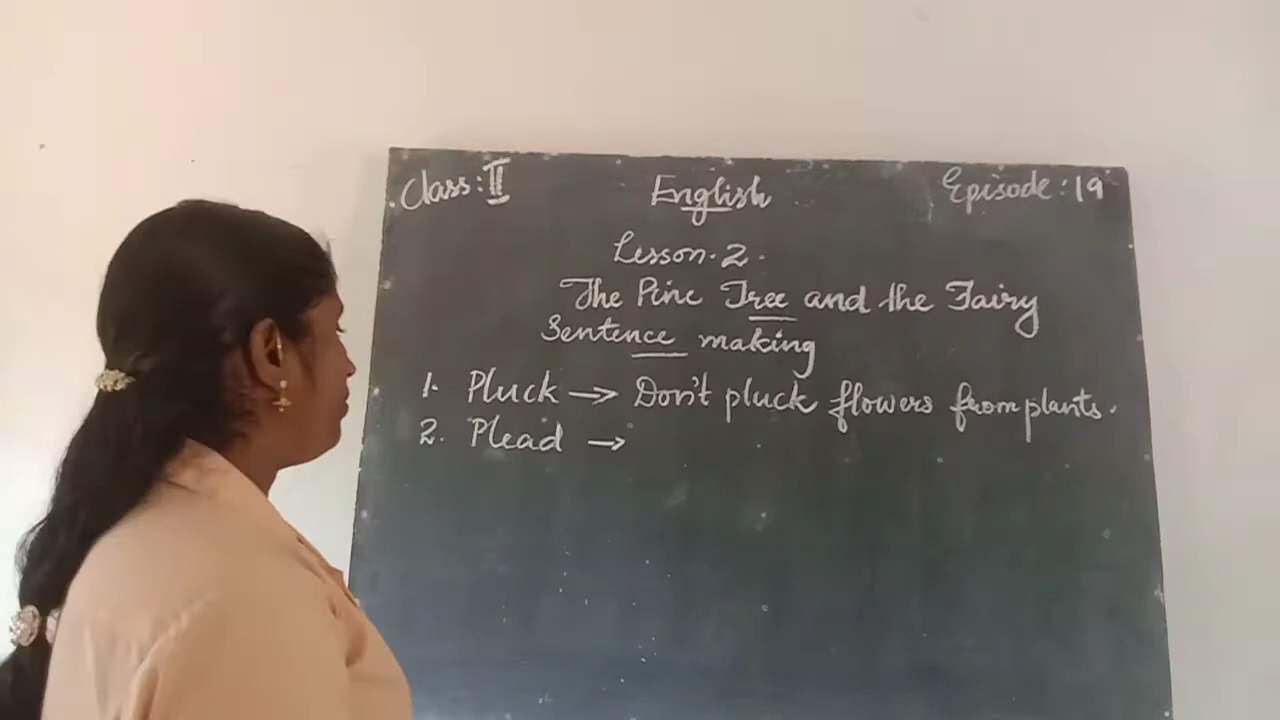 Class: II English Episode: 19
Lesson. 2.
The Pine Tree and the Fairy
Sentence making
1. Pluck → Don't pluck flowers from plants.
2. Plead →